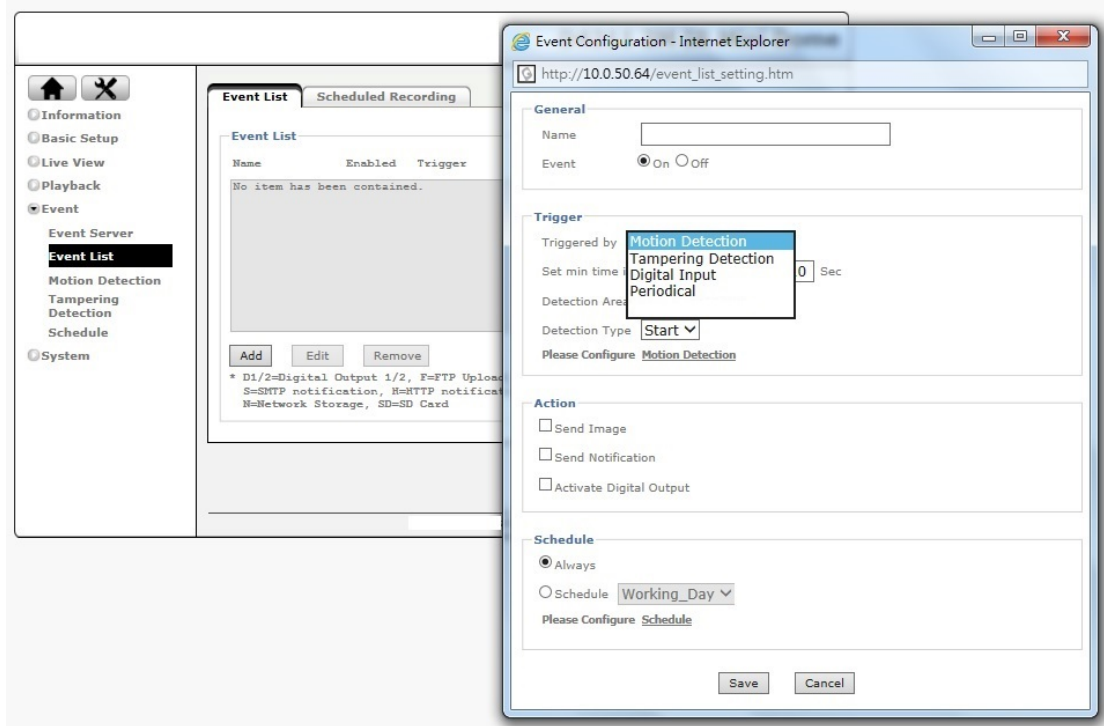 Information
Basic Setup
Live View
Playback
Event
Event Server
Event List
Motion Detection
Tampering
Detection
Schedule
System
Event List Scheduled Recording
Event List
Name Enabled Trigger
No item has been contained.
Add Edit Remove
* D1/2=Digital Output 1/2, F=FTP Upload
S=SMTP notification, H=HTTP notificat
N=Network Storage, SD=SD Card
Event Configuration - Internet Explorer
http://10.0.50.64/event_list_setting.htm
General
Name
Event On Off
Trigger
Triggered by Motion Detection
Tampering Detection
Digital Input
Periodical
Set min time 0 Sec
Detection Area
Detection Type Start
Please Configure Motion Detection
Action
Send Image
Send Notification
Activate Digital Output
Schedule
Always
Schedule Working_Day
Please Configure Schedule
Save Cancel